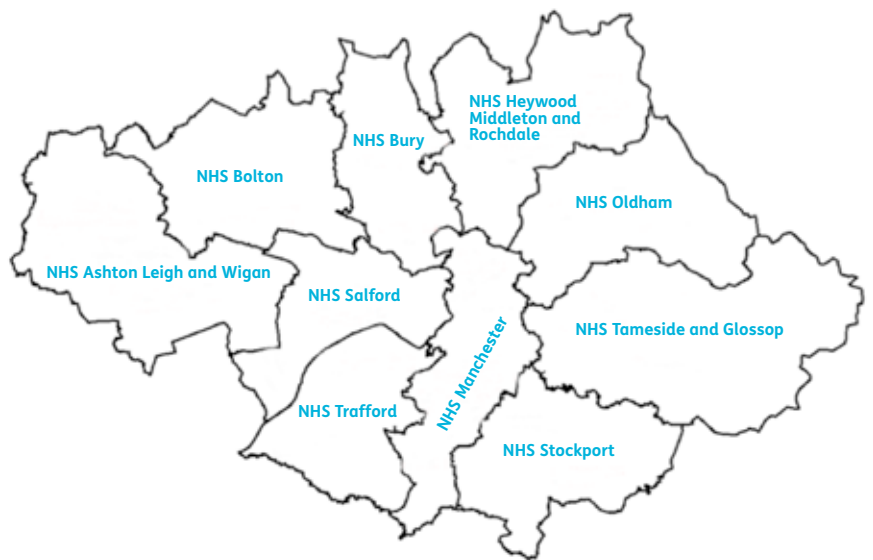 NHS Heywood
Middleton and
Rochdale
NHS Bury
NHS Bolton
NHS Oldham
NHS Ashton Leigh and Wigan
NHS Salford
NHS Tameside and Glossop
NHS Manchester
NHS Trafford
NHS Stockport